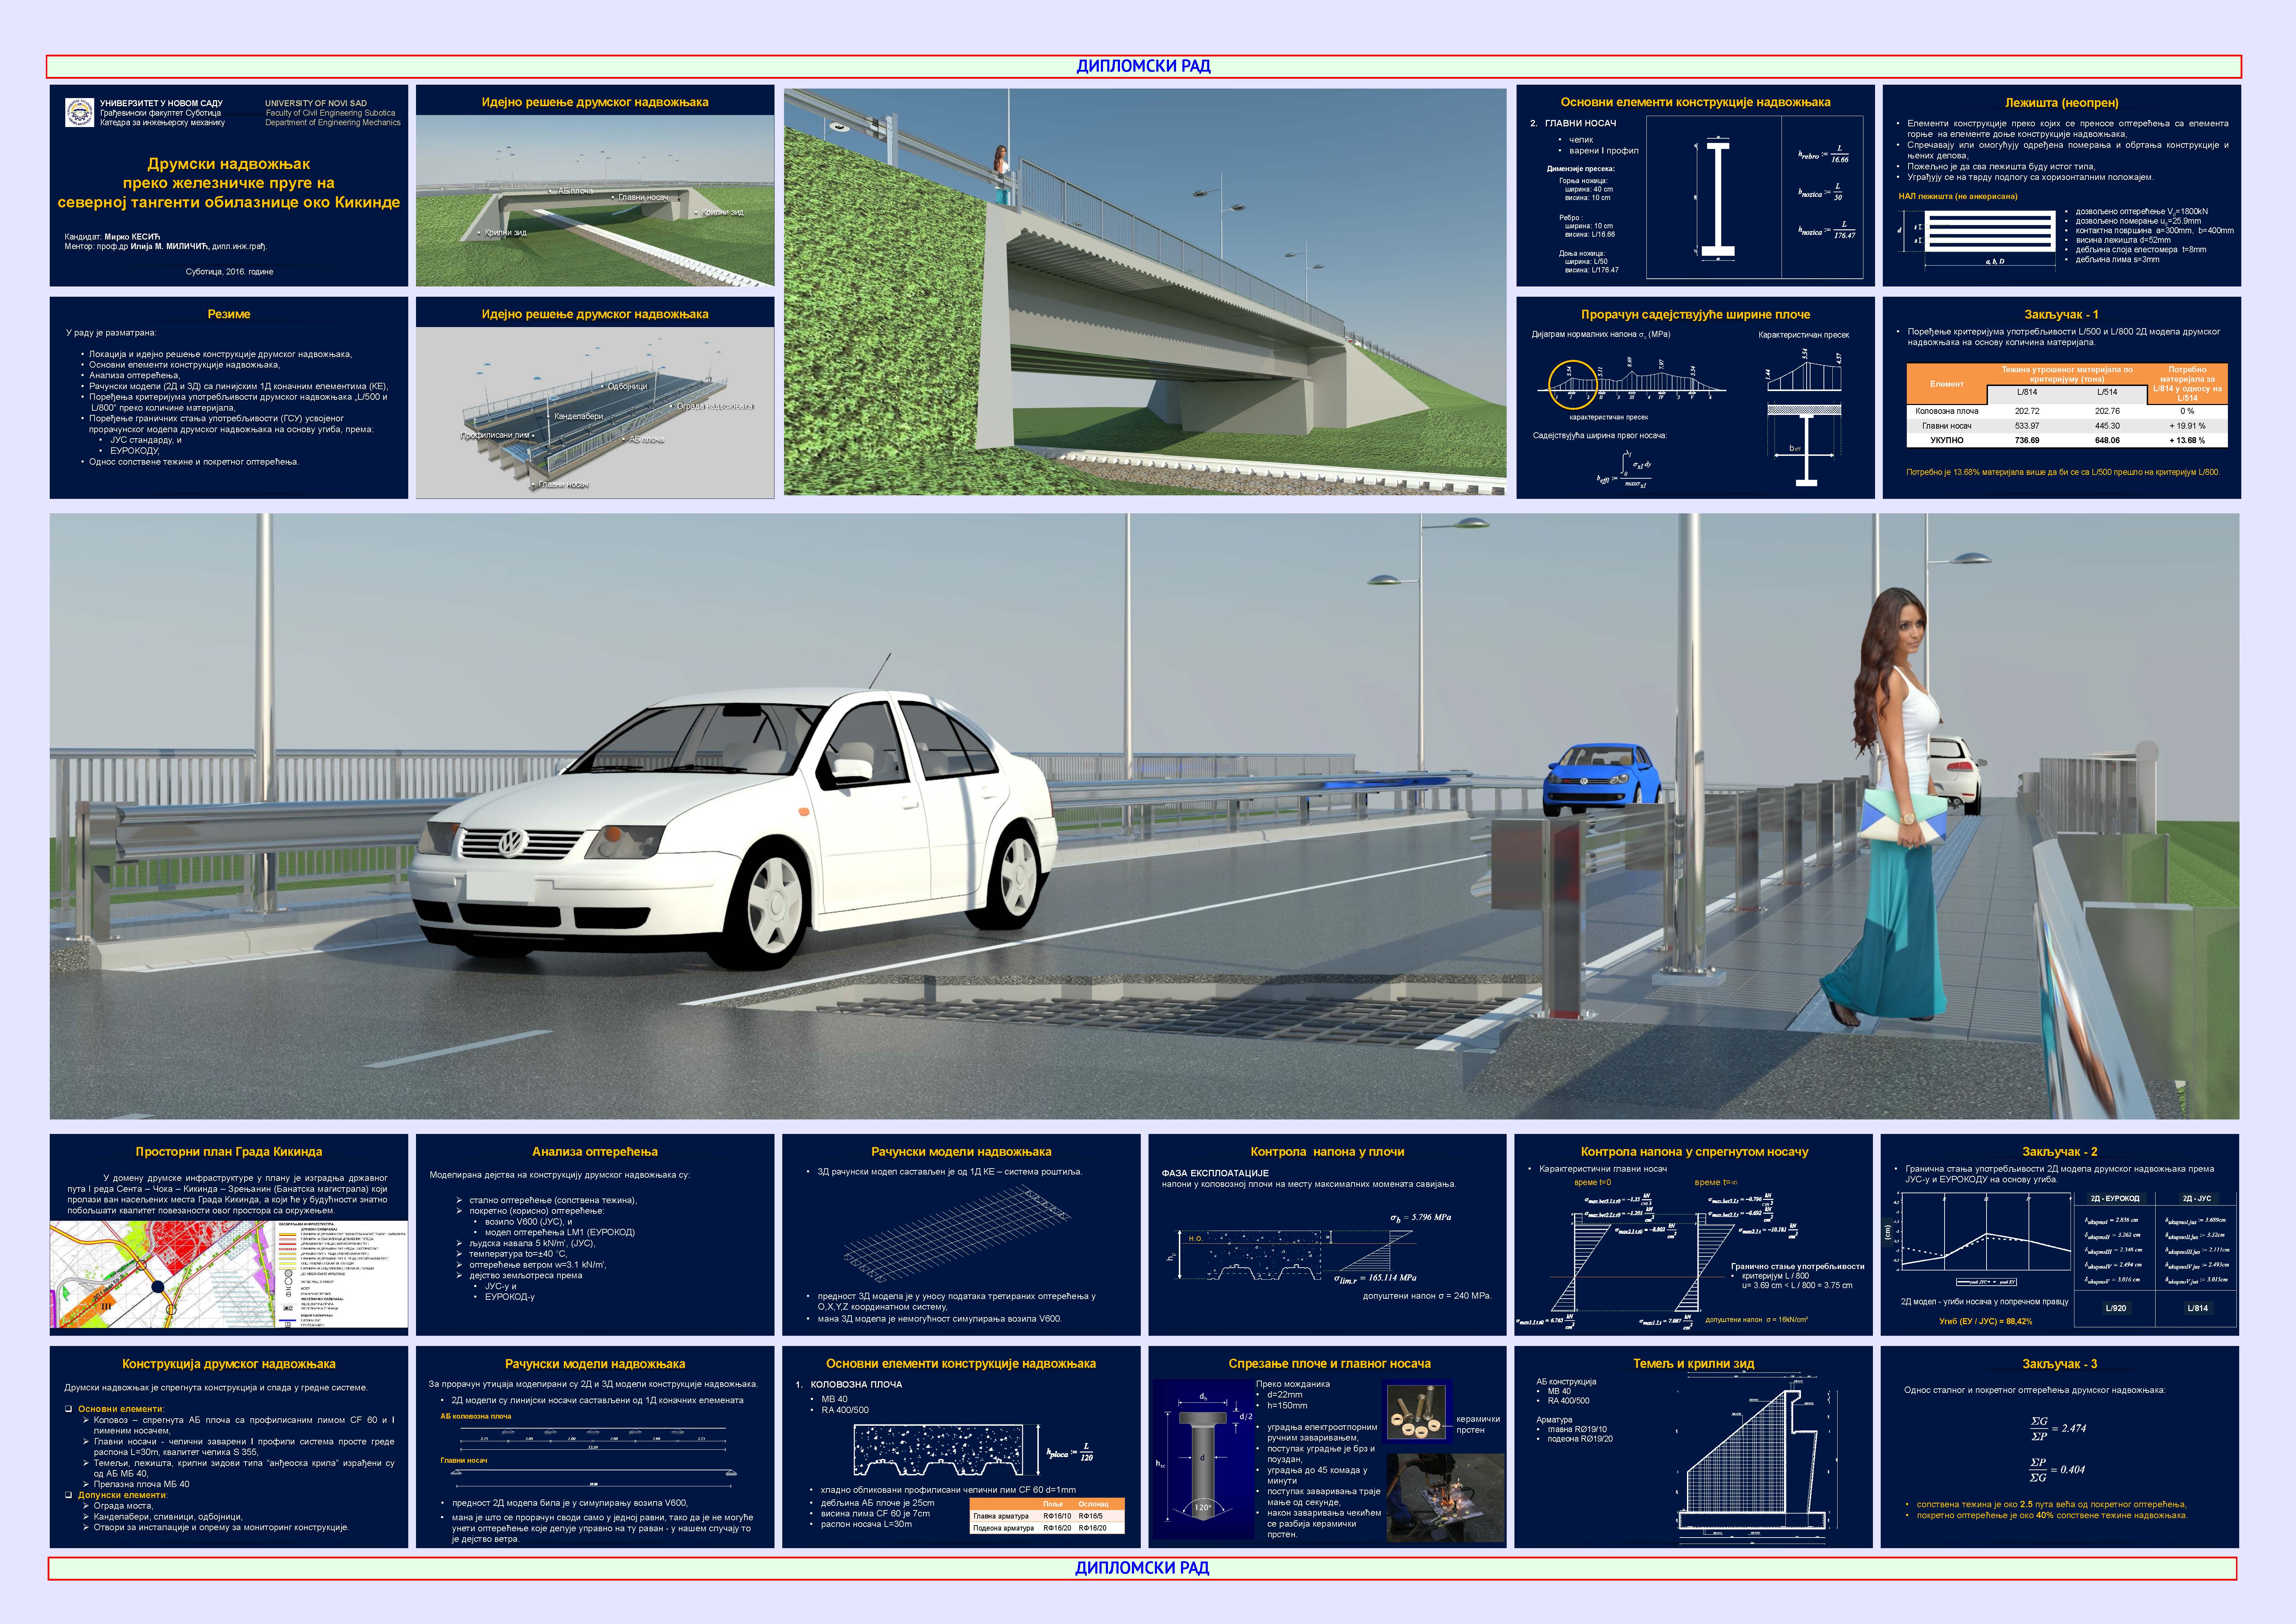 ДИПЛОМСКИ РАД
УНИВЕРЗИТЕТ У НОВОМ САДУ
Грађевински факултет Суботица
Катедра за инжењерску механику
UNIVERSITY OF NOVI SAD
Faculty of Civil Engineering Subotica
Department of Engineering Mechanics
Друмски надвожњак
преко железничке пруге на
северној тангенти обилазнице око Кикинде
Кандидат: Мирко КЕСИЋ
Ментор: проф.др Илија М. МИЛИЧИЋ, дипл.инж.грађ.
Суботица, 2016. године
Идејно решење друмског надвожњака
АБ плоча
Главни носач
Крилни зид
Крилни зид
Основни елементи конструкције надвожњака
2. ГЛАВНИ НОСАЧ
• челик
• варени I профил
Димензије пресека:
Горња ножица:
ширина: 40 cm
висина: 10 cm
Ребро :
ширина: 10 cm
висина: L/16.66
Доња ножица:
ширина: L/50
висина: L/176.47
h rebro := L / 16.66
b nozica := L / 50
h nozica := L / 176.47
Лежишта (неопрен)
• Елементи конструкције преко којих се преносе оптерећења са елемента
горње на елементе доње конструкције надвожњака,
• Спречавају или омогућују одређена померања и обртања конструкције и
њених делова,
• Пожељно је да сва лежишта буду истог типа,
• Уграђују се на тврду подлогу са хоризонталним положајем.
НАЛ лежишта (не анкерисана)
d
t
s
a, b, D
• дозвољено оптерећење Vd=1800kN
• дозвољено померање ud=25.9mm
• контактна површина a=300mm, b=400mm
• висина лежишта d=52mm
• дебљина слоја еластомера t=8mm
• дебљина лима s=3mm
Резиме
У раду је разматрана:
• Локација и идејно решење конструкције друмског надвожњака,
• Основни елементи конструкције надвожњака,
• Анализа оптерећења,
• Рачунски модели (2Д и 3Д) са линијским 1Д коначним елементима (КЕ),
• Поређења критеријума употребљивости друмског надвожњака „L/500 и
L/800“ преко количине материјала,
• Поређење граничних стања употребљивости (ГСУ) усвојеног
прорачунског модела друмског надвожњака на основу угиба, према:
• ЈУС стандарду, и
• ЕУРОКОДУ,
• Однос сопствене тежине и покретног оптерећења.
Идејно решење друмског надвожњака
Одбојници
Ограда надвожњака
Канделабери
Профилисани лим
АБ плоча
Главни носач
Прорачун садејствујуће ширине плоче
Дијаграм нормалних напона σx (MPa)
Карактеристичан пресек
карактеристичан пресек
Садејствујућа ширина првог носача:
Закључак - 1
• Поређење критеријума употребљивости L/500 и L/800 2Д модела друмског
надвожњака на основу количина материјала.
Елемент
Тежина утрошеног материјала по критеријуму (тона)
Потребно материјала за L/814 у односу на L/514
L/814 L/514
Коловозна плоча 202.72 202.76 0 %
Главни носач 533.97 445.30 + 19.91 %
УКУПНО 736.69 648.06 + 13.68 %
Потребно је 13.68% материјала више да би се са L/500 прешло на критеријум L/800.
Просторни план Града Кикинда
У домену друмске инфраструктуре у плану је изградња државног
пута I реда Сента – Чока – Кикинда – Зрењанин (Банатска магистрала) који
пролази ван насељених места Града Кикинда, а који ће у будућности знатно
побољшати квалитет повезаности овог простора са окружењем.
III
Анализа оптерећења
Моделирана дејства на конструкцију друмског надвожњака су:
➢ стално оптерећење (сопствена тежина),
➢ покретно (корисно) оптерећење:
• возило V600 (ЈУС), и
• модел оптерећења LM1 (ЕУРОКОД)
➢ људска навала 5 kN/m', (ЈУС),
➢ температура to=±40 °C,
➢ оптерећење ветром w=3.1 kN/m',
➢ дејство земљотреса према
• ЈУС-у и
• ЕУРОКОД-у
Рачунски модели надвожњака
• 3Д рачунски модел састављен је од 1Д КЕ – система роштиља.
• предност 3Д модела је у уносу података третираних оптерећења у
O,X,Y,Z координатном систему,
• мана 3Д модела је немогућност симулирања возила V600.
Контрола напона у плочи
ФАЗА ЕКСПЛОАТАЦИЈЕ
напони у коловозној плочи на месту максималних момената савијања.
Н.О.
σb = 5.796 MPa
σlim,r = 165.114 MPa
допуштени напон σ = 240 MPa.
Контрола напона у спрегнутом носачу
• Карактеристични главни носач
време t=0
време t=∞
Гранично стање употребљивости
• критеријум L / 800
u= 3.69 cm < L / 800 = 3.75 cm
допуштени напон σ = 16kN/cm²
Закључак - 2
• Гранична стања употребљивости 2Д модела друмског надвожњака према
ЈУС-у и ЕУРОКОДУ на основу угиба.
(cm)
2Д - ЕУРОКОД 2Д - ЈУС
L/920 L/814
2Д модел - угиби носача у попречном правцу
Угиб (ЕУ / ЈУС) = 88,42%
Конструкција друмског надвожњака
Друмски надвожњак је спрегнута конструкција и спада у гредне системе.
❑ Основни елементи:
➢ Коловоз – спрегнута АБ плоча са профилисаним лимом CF 60 и I
лименим носачем,
➢ Главни носачи - челични заварени I профили система просте греде
распона L=30m, квалитет челика S 355,
➢ Темељи, лежишта, крилни зидови типа “анђеоска крила” израђени су
од АБ МБ 40,
➢ Прелазна плоча МБ 40
❑ Допунски елементи:
➢ Ограда моста,
➢ Канделабери, сливници, одбојници,
➢ Отвори за инсталације и опрему за мониторинг конструкције.
Рачунски модели надвожњака
За прорачун утицаја моделирани су 2Д и 3Д модели конструкције надвожњака.
• 2Д модели су линијски носачи састављени од 1Д коначних елемената
АБ коловозна плоча
Главни носач
• предност 2Д модела била је у симулирању возила V600,
• мана је што се прорачун своди само у једној равни, тако да је не могуће
унети оптерећење које делује управно на ту раван - у нашем случају то
је дејство ветра.
Основни елементи конструкције надвожњака
1. КОЛОВОЗНА ПЛОЧА
• MB 40
• RA 400/500
h ploca := L / 120
• хладно обликовани профилисани челични лим CF 60 d=1mm
• дебљина АБ плоче је 25cm
• висина лима CF 60 је 7cm
• распон носача L=30m
Поље Ослонац
Главна арматура RΦ16/10 RΦ16/5
Подеона арматура RΦ16/20 RΦ16/20
Спрезање плоче и главног носача
dh
d/2
hsc
d
120°
Преко можданика
• d=22mm
• h=150mm
• уградња електроотпорним
ручним заваривањем,
• поступак уградње је брз и
поуздан,
• уградња до 45 комада у
минути
• поступак заваривања траје
мање од секунде,
• након заваривања чекићем
се разбија керамички
прстен.
керамички
прстен
Темељ и крилни зид
АБ конструкција
• MB 40
• RA 400/500
Арматура
• главна RØ19/10
• подеона RØ19/20
Закључак - 3
Однос сталног и покретног оптерећења друмског надвожњака:
ΣG / ΣP = 2.474
ΣP / ΣG = 0.404
• сопствена тежина је око 2.5 пута већа од покретног оптерећења,
• покретно оптерећење је око 40% сопствене тежине надвожњака.
ДИПЛОМСКИ РАД